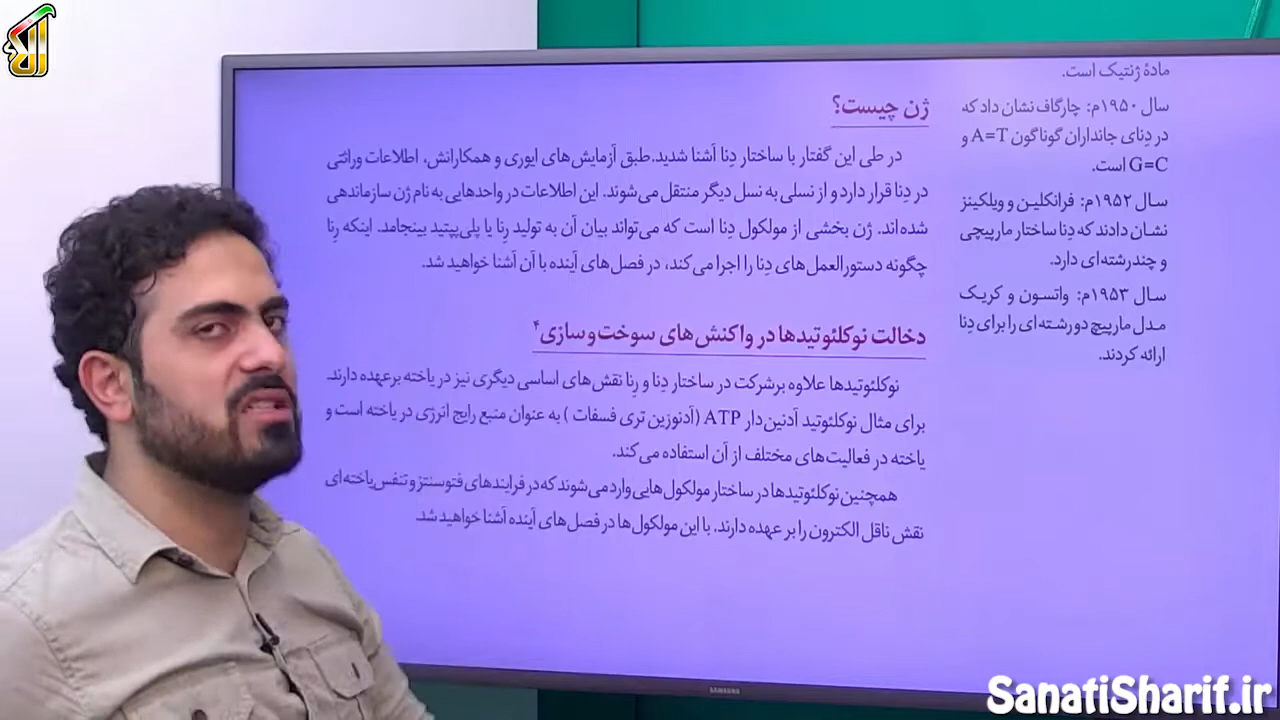 مادهٔ ژنتیک است.
سال ۱۹۵۰م: چارگاف نشان داد که
در دِنای جانداران گوناگون A=T و
G=C است.
سال ۱۹۵۲م: فرانکلین و ویلکینز
نشان دادند که دِنا ساختار مارپیچی
و چندرشته‌ای دارد.
سال ۱۹۵۳م: واتسون و کریک
مدل مارپیچ دورشته‌ای را برای دِنا
ارائه کردند.
ژن چیست؟
در طی این گفتار با ساختار دِنا آشنا شدید. طبق آزمایش‌های ایوری و همکارانش، اطلاعات وراثتی
در دِنا قرار دارد و از نسلی به نسل دیگر منتقل می‌شوند. این اطلاعات در واحدهایی به نام ژن سازماندهی
شده‌اند. ژن بخشی از مولکول دِنا است که می‌تواند بیان آن به تولید رِنا یا پلی‌پپتید بینجامد. اینکه رِنا
چگونه دستورالعمل‌های دِنا را اجرا می‌کند، در فصل‌های آینده با آن آشنا خواهید شد.
دخالت نوکلئوتیدها در واکنش‌های سوخت‌وسازی۴
نوکلئوتیدها علاوه بر شرکت در ساختار دِنا و رِنا نقش‌های اساسی دیگری نیز در یاخته برعهده دارند.
برای مثال نوکلئوتید آدنین‌دار ATP (آدنوزین تری فسفات ) به عنوان منبع رایج انرژی در یاخته است و
یاخته در فعالیت‌های مختلف از آن استفاده می‌کند.
همچنین نوکلئوتیدها در ساختار مولکول‌هایی وارد می‌شوند که در فرایندهای فتوسنتز و تنفس یاخته‌ای
نقش ناقل الکترون را بر عهده دارند. با این مولکول‌ها در فصل‌های آینده آشنا خواهید شد.
SAMSUNG
SanatiSharif.ir